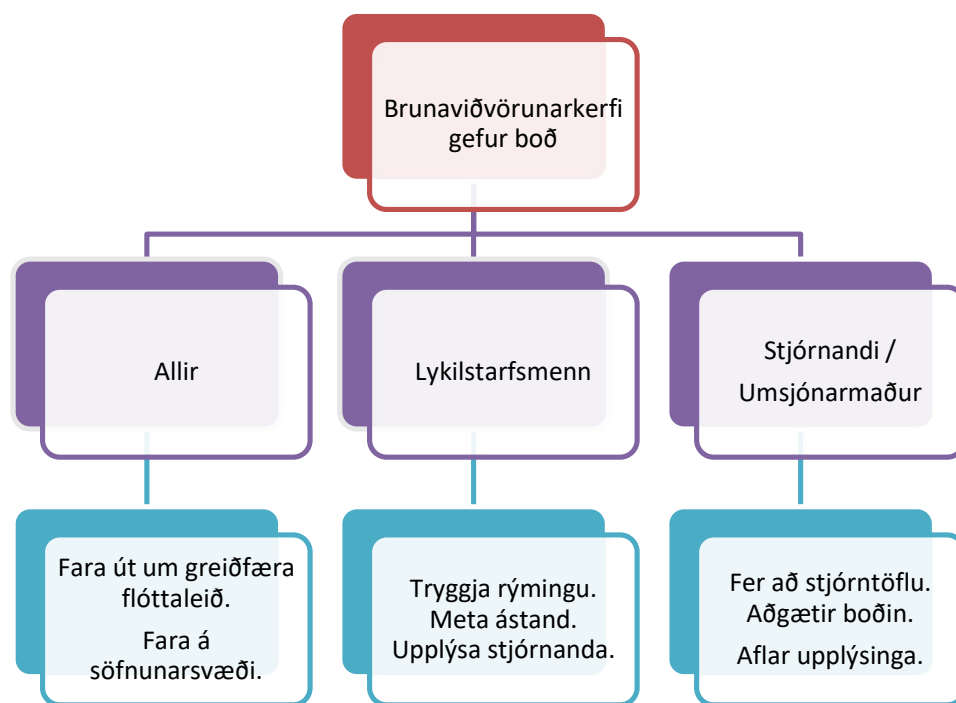 Brunaviðvörunarkerfi
gefur boð
Allir
Lykilstarfsmenn
Stjórnandi /
Umsjónarmaður
Fara út um greiðfæra
flóttaleið.
Fara á
söfnunarsvæði.
Tryggja rýmingu.
Meta ástand.
Upplýsa stjórnanda.
Fer að stjórntöflu.
Aðgætir boðin.
Aflar upplýsinga.